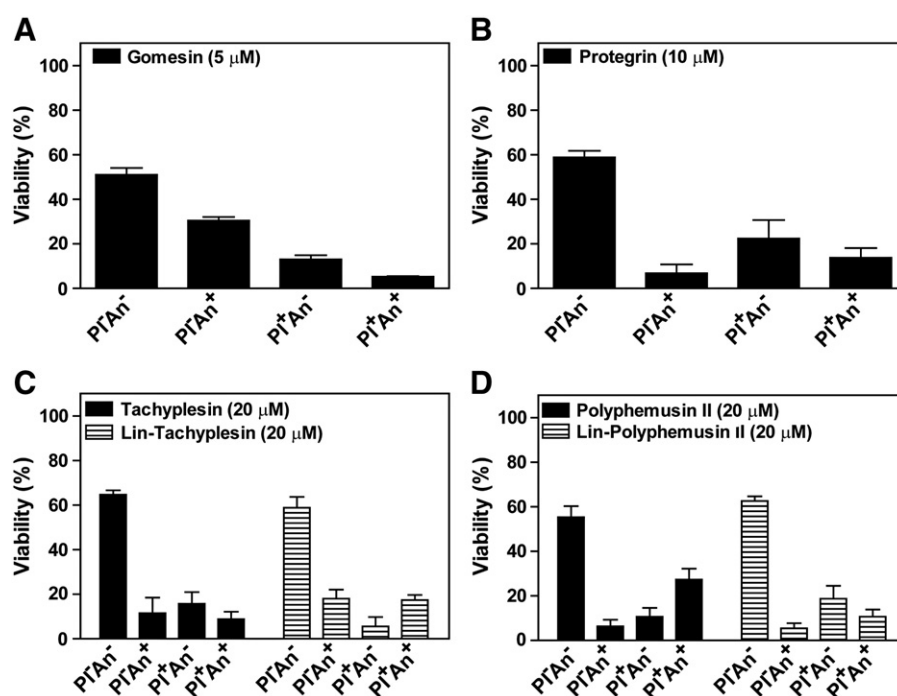 A
Gomesin (5 μM)
Viability (%)
100
80
60
40
20
0
PI⁻An⁻
PI⁻An⁺
PI⁺An⁻
PI⁺An⁺
B
Protegrin (10 μM)
Viability (%)
100
80
60
40
20
0
PI⁻An⁻
PI⁻An⁺
PI⁺An⁻
PI⁺An⁺
C
Tachyplesin (20 μM)
Lin-Tachyplesin (20 μM)
Viability (%)
100
80
60
40
20
0
PI⁻An⁻
PI⁻An⁺
PI⁺An⁻
PI⁺An⁺
PI⁻An⁻
PI⁻An⁺
PI⁺An⁻
PI⁺An⁺
D
Polyphemusin II (20 μM)
Lin-Polyphemusin II (20 μM)
Viability (%)
100
80
60
40
20
0
PI⁻An⁻
PI⁻An⁺
PI⁺An⁻
PI⁺An⁺
PI⁻An⁻
PI⁻An⁺
PI⁺An⁻
PI⁺An⁺